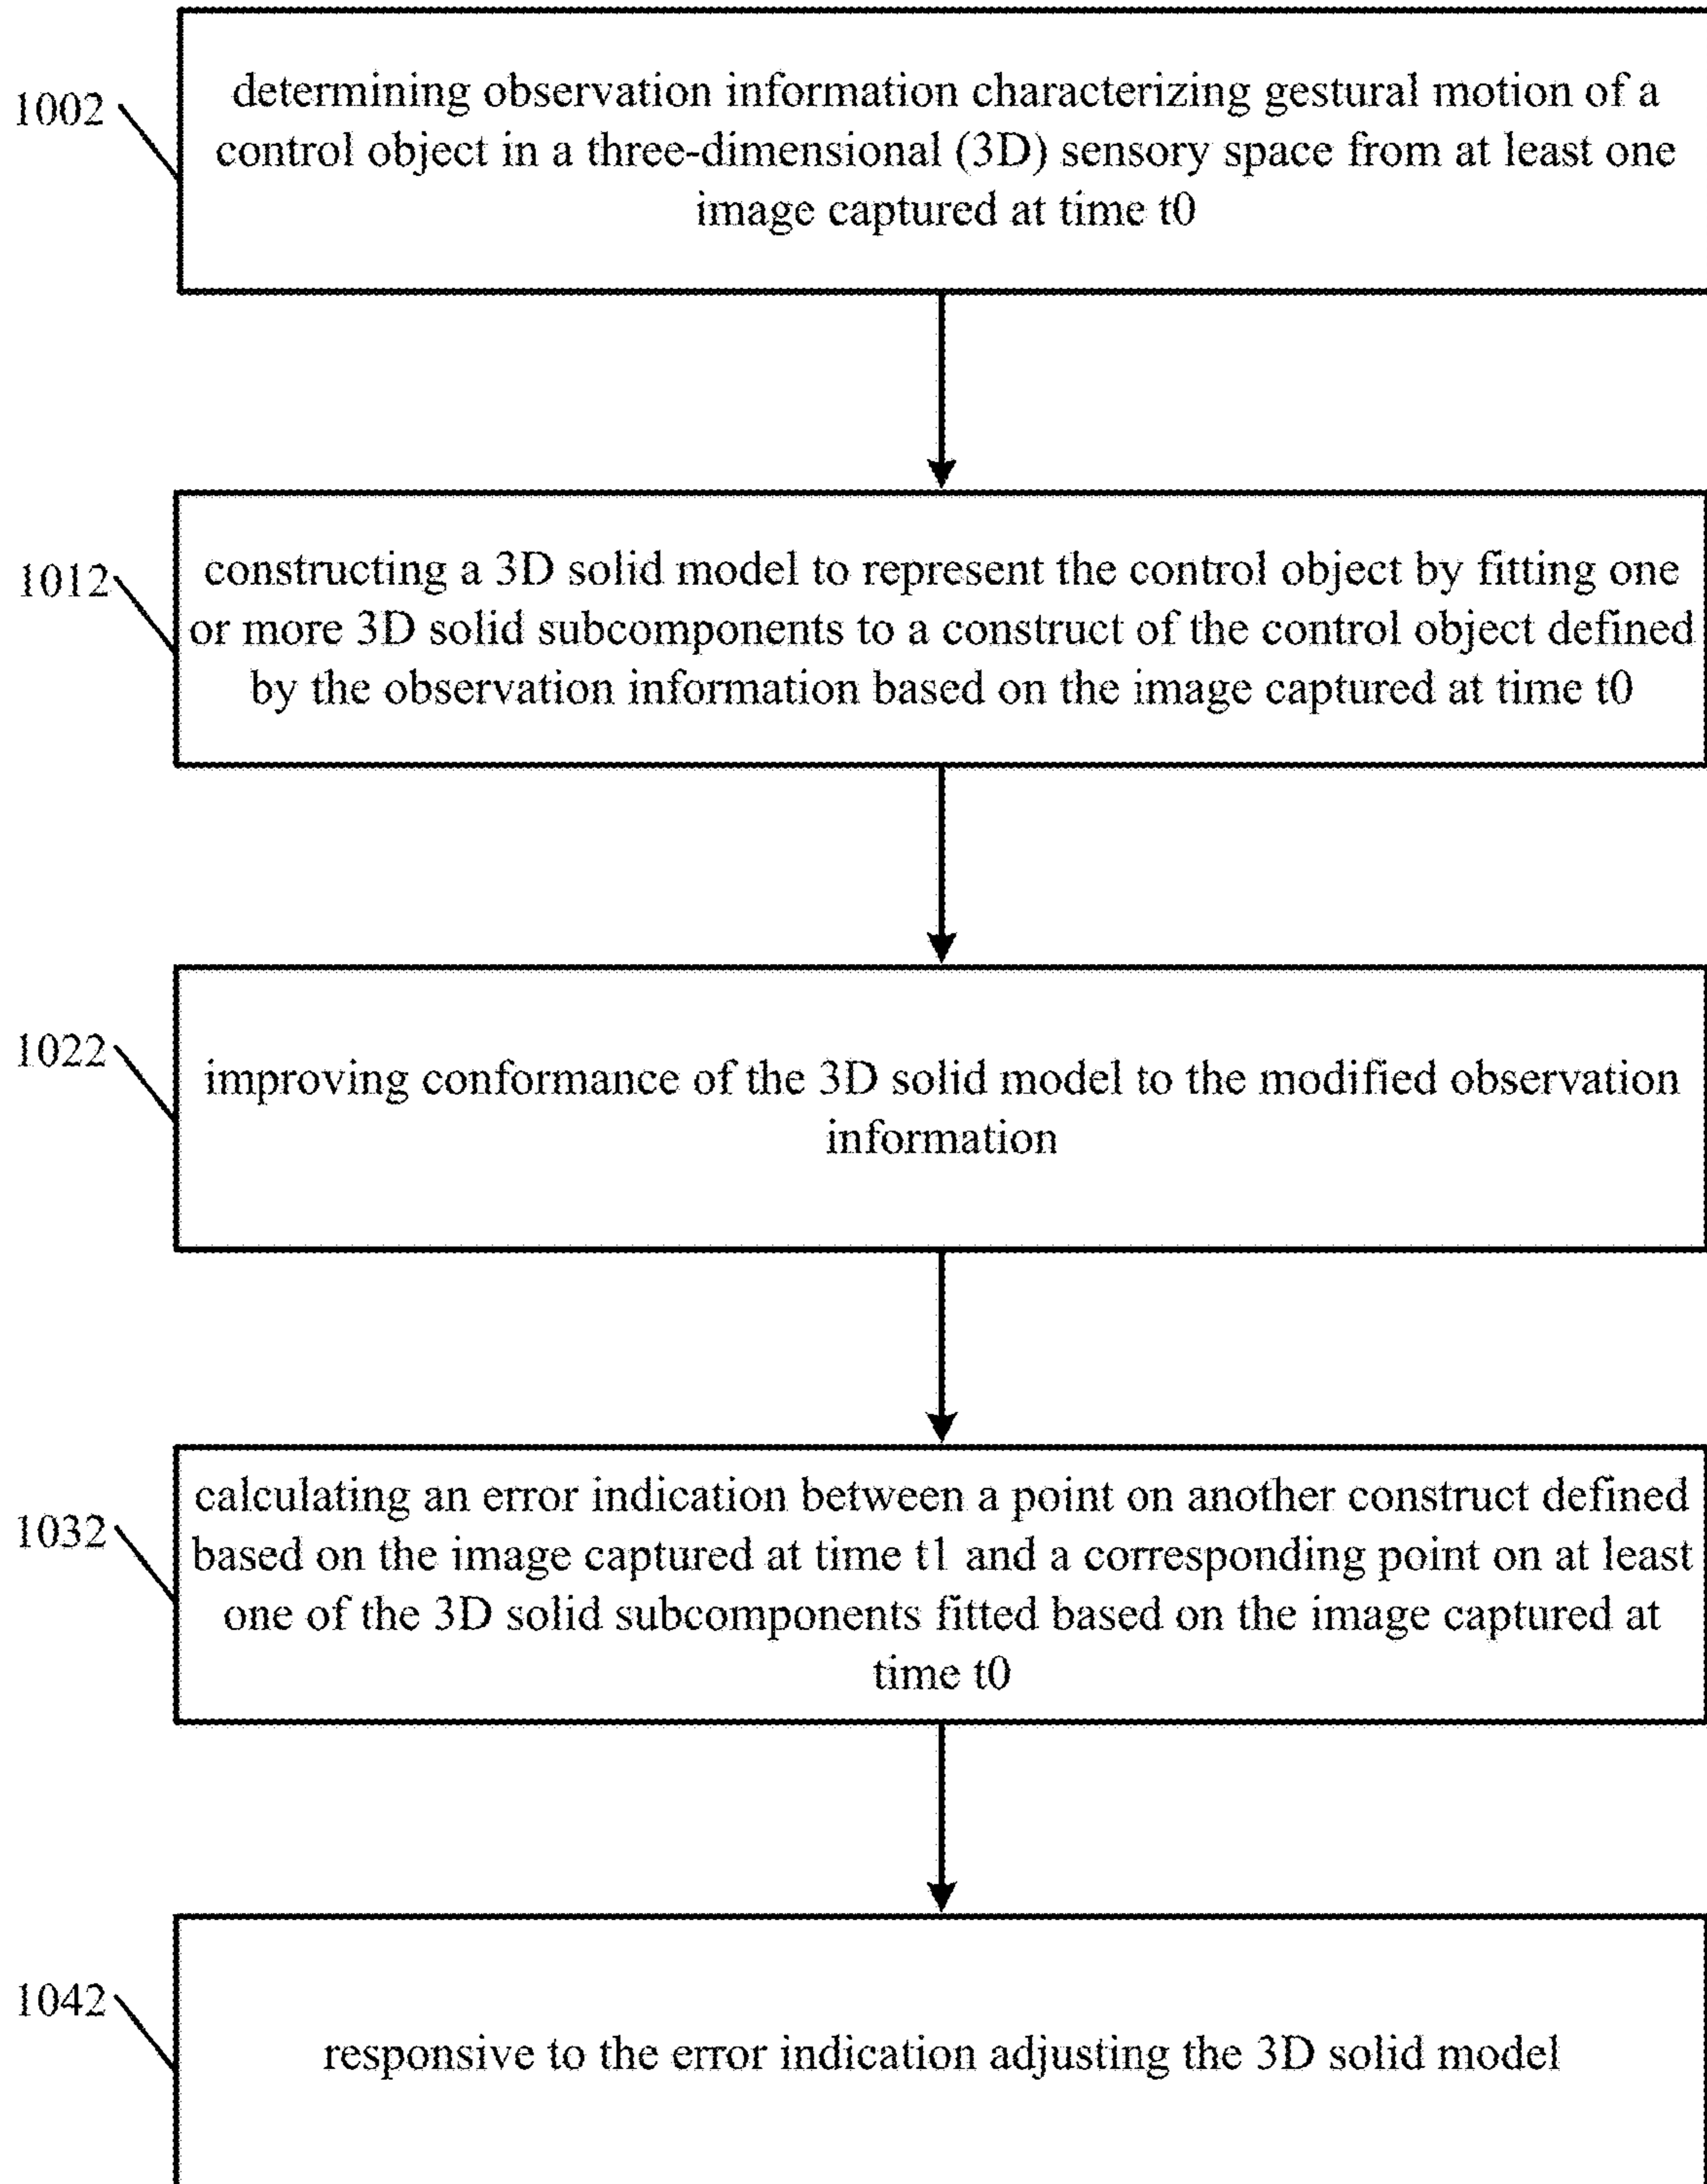 1002
determining observation information characterizing gestural motion of a
control object in a three-dimensional (3D) sensory space from at least one
image captured at time t0
1012
constructing a 3D solid model to represent the control object by fitting one
or more 3D solid subcomponents to a construct of the control object defined
by the observation information based on the image captured at time t0
1022
improving conformance of the 3D solid model to the modified observation
information
1032
calculating an error indication between a point on another construct defined
based on the image captured at time t1 and a corresponding point on at least
one of the 3D solid subcomponents fitted based on the image captured at
time t0
1042
responsive to the error indication adjusting the 3D solid model